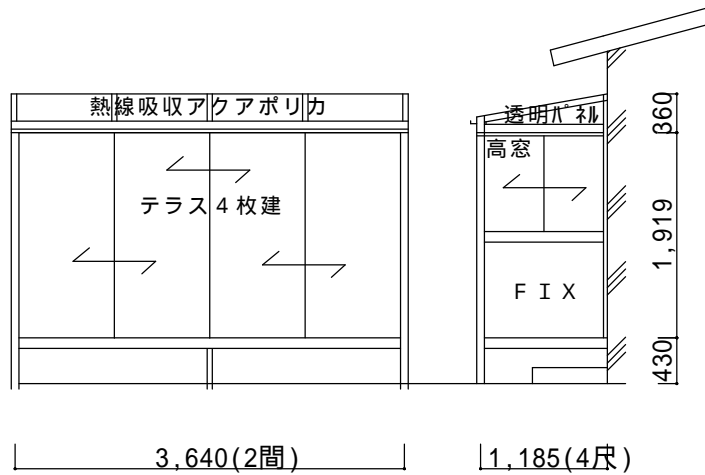 熱線吸収アクアポリカ
テラス４枚建
透明パネル
高窓
ＦＩＸ
360
1,919
430
3,640(2間)
1,185(4尺)